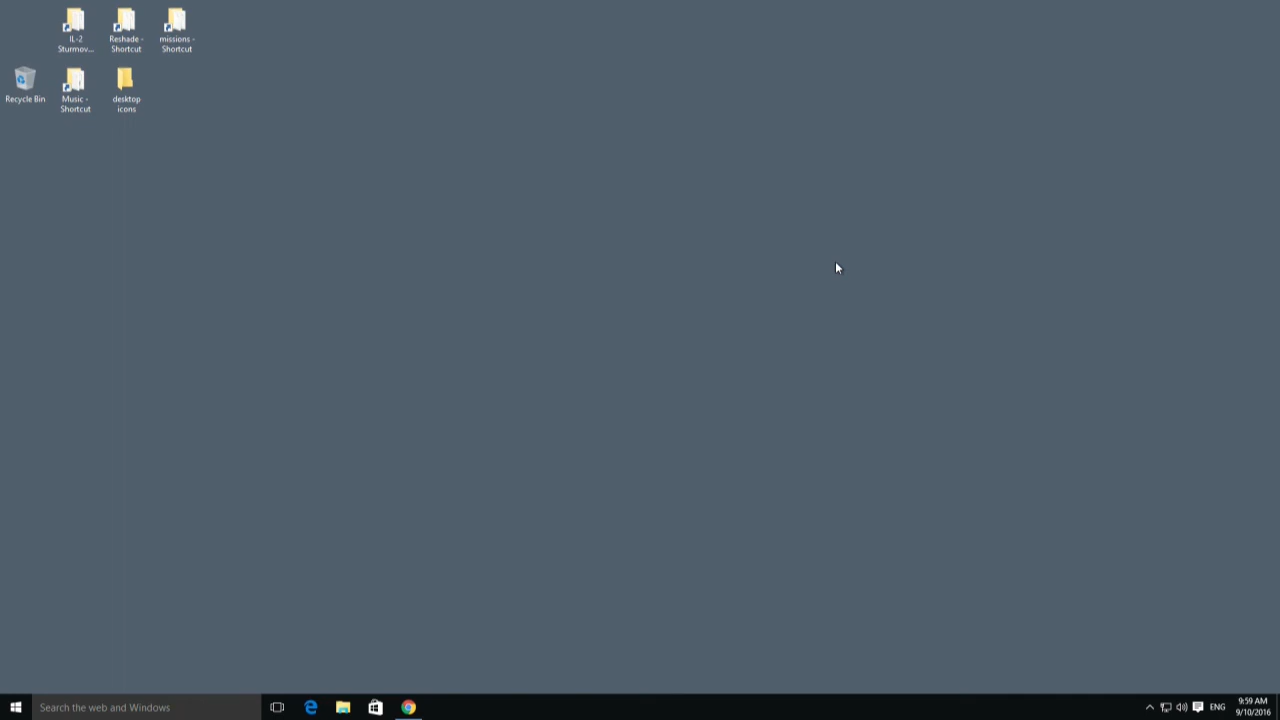 IL-2
Sturmov...
Reshade -
Shortcut
missions -
Shortcut
Recycle Bin
Music -
Shortcut
desktop
icons
Search the web and Windows
ENG
9:59 AM
9/10/2016